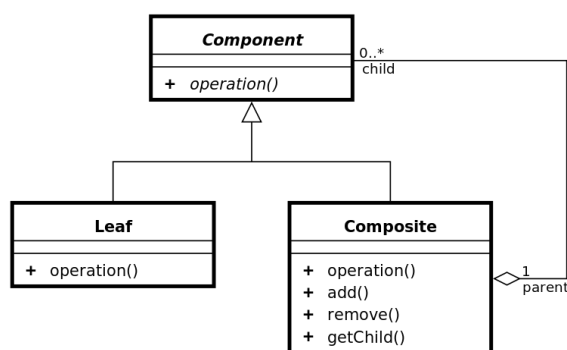 Component
+ operation()
0..*
child
Leaf
+ operation()
Composite
+ operation()
+ add()
+ remove()
+ getChild()
1
parent